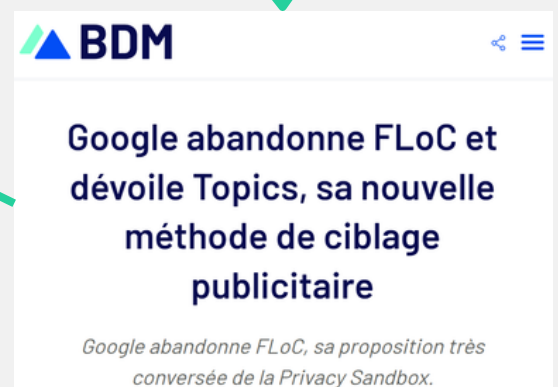 BDM
Google abandonne FLoC et
dévoile Topics, sa nouvelle
méthode de ciblage
publicitaire
Google abandonne FLoC, sa proposition très
conversée de la Privacy Sandbox.